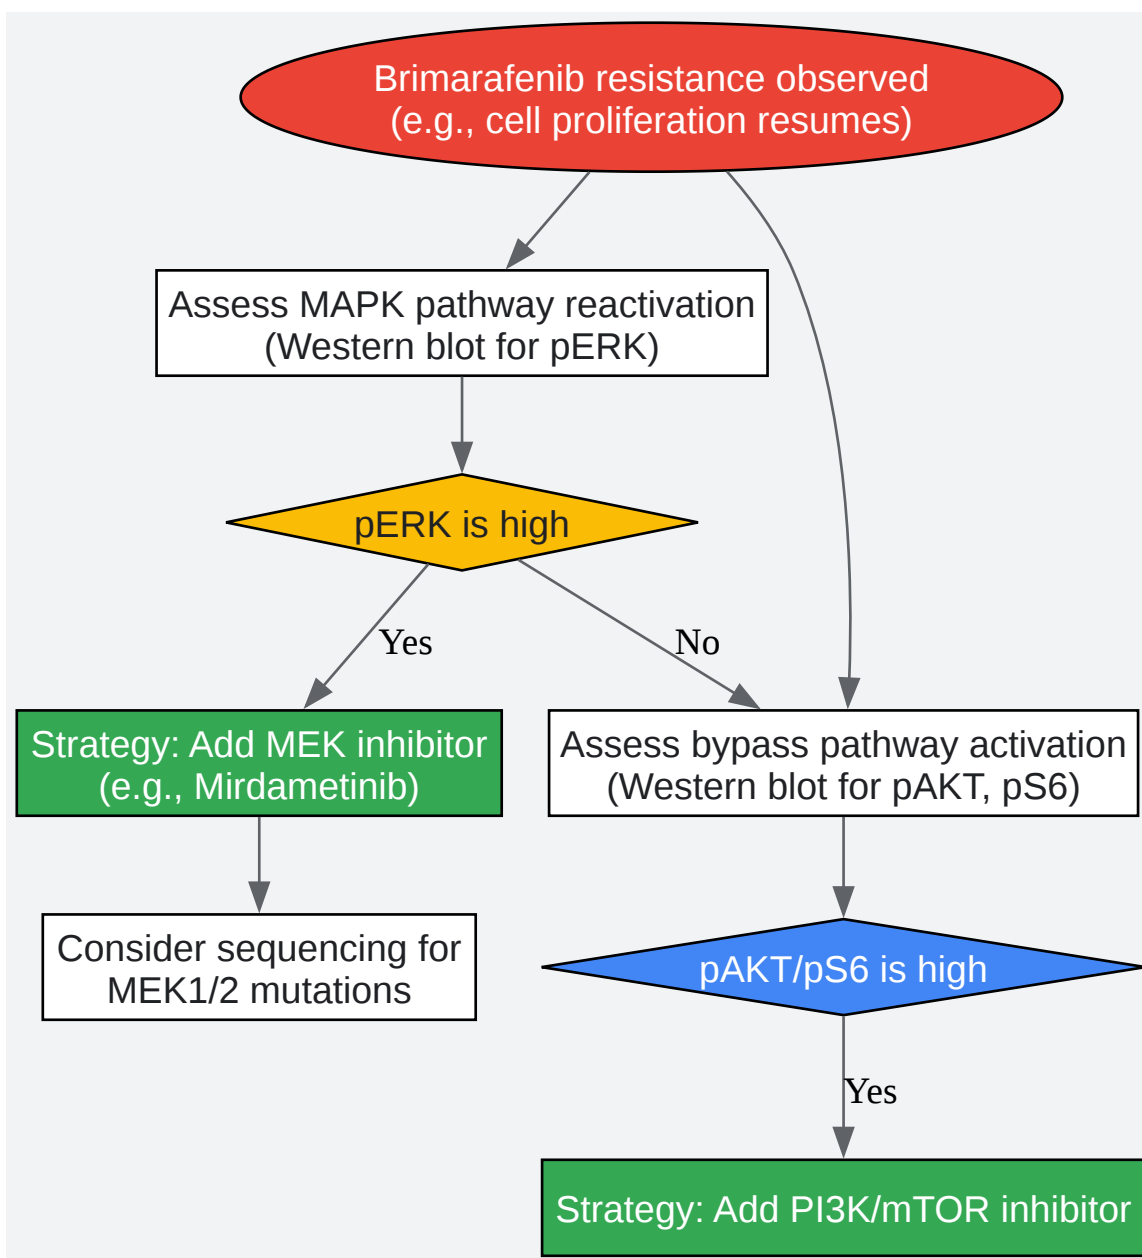 Brimarafenib resistance observed
(e.g., cell proliferation resumes)
Assess MAPK pathway reactivation
(Western blot for pERK)
pERK is high
Yes
No
Strategy: Add MEK inhibitor
(e.g., Mirdametinib)
Assess bypass pathway activation
(Western blot for pAKT, pS6)
Consider sequencing for
MEK1/2 mutations
pAKT/pS6 is high
Yes
Strategy: Add PI3K/mTOR inhibitor